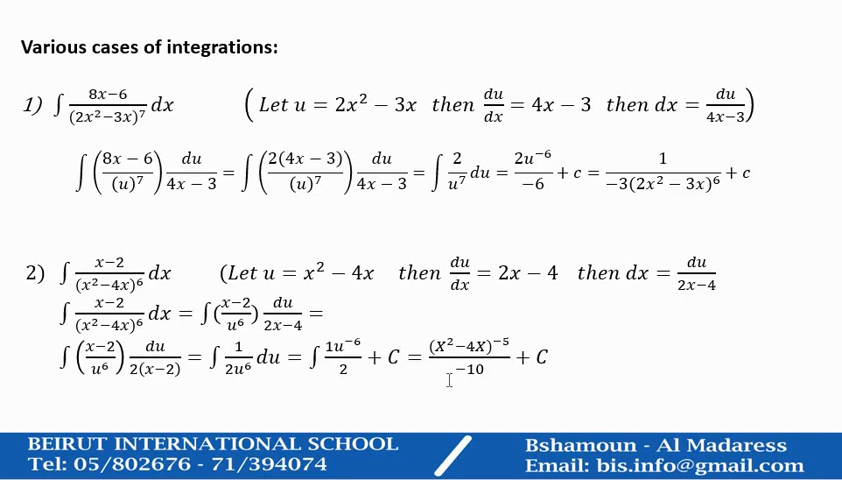 Various cases of integrations:
1) ∫ (8x−6)/(2x²−3x)⁷ dx ( Let u = 2x² − 3x then du/dx = 4x − 3 then dx = du/(4x−3) )
∫ ( (8x − 6)/(u)⁷ ) du/(4x − 3) = ∫ ( 2(4x − 3)/(u)⁷ ) du/(4x − 3) = ∫ 2/u⁷ du = 2u⁻⁶/−6 + c = 1/(−3(2x² − 3x)⁶) + c
2) ∫ (x−2)/(x²−4x)⁶ dx (Let u = x² − 4x then du/dx = 2x − 4 then dx = du/(2x−4)
∫ (x−2)/(x²−4x)⁶ dx = ∫( (x−2)/u⁶ ) du/(2x−4) =
∫ ( (x−2)/u⁶ ) du/(2(x−2)) = ∫ 1/(2u⁶) du = ∫ 1u⁻⁶/2 + C = (X²−4X)⁻⁵/−10 + C
BEIRUT INTERNATIONAL SCHOOL
Tel: 05/802676 - 71/394074
Bshamoun - Al Madaress
Email: bis.info@gmail.com